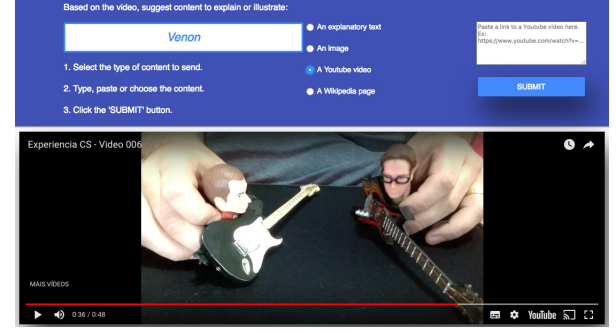 Based on the video, suggest content to explain or illustrate:
Venon
1. Select the type of content to send.
2. Type, paste or choose the content.
3. Click the 'SUBMIT' button.
An explanatory text
An image
A Youtube video
A Wikipedia page
Paste a link to a Youtube video here.
Ex:
https://www.youtube.com/watch?v=...
SUBMIT
Experiencia CS - Video 006
MAIS VÍDEOS
0:36 / 0:48
YouTube